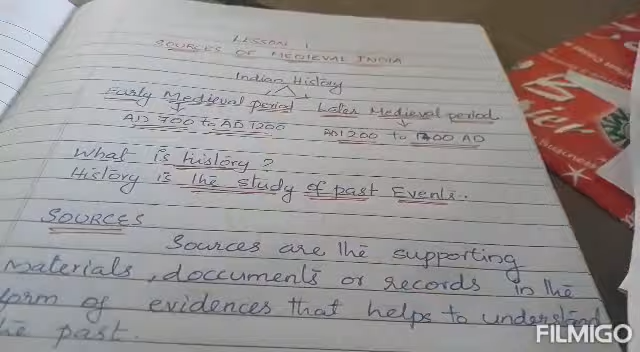 LESSON 1
SOURCES OF MEDIEVAL INDIA
Indian History
Early Medieval period Later Medieval period
AD 700 to AD 1200 AD 1200 to 1700 AD
What is history?
History is the study of past Events.
SOURCES
Sources are the supporting
materials, doccuments or records in the
form of evidences that helps to understand
the past.
FILMIGO